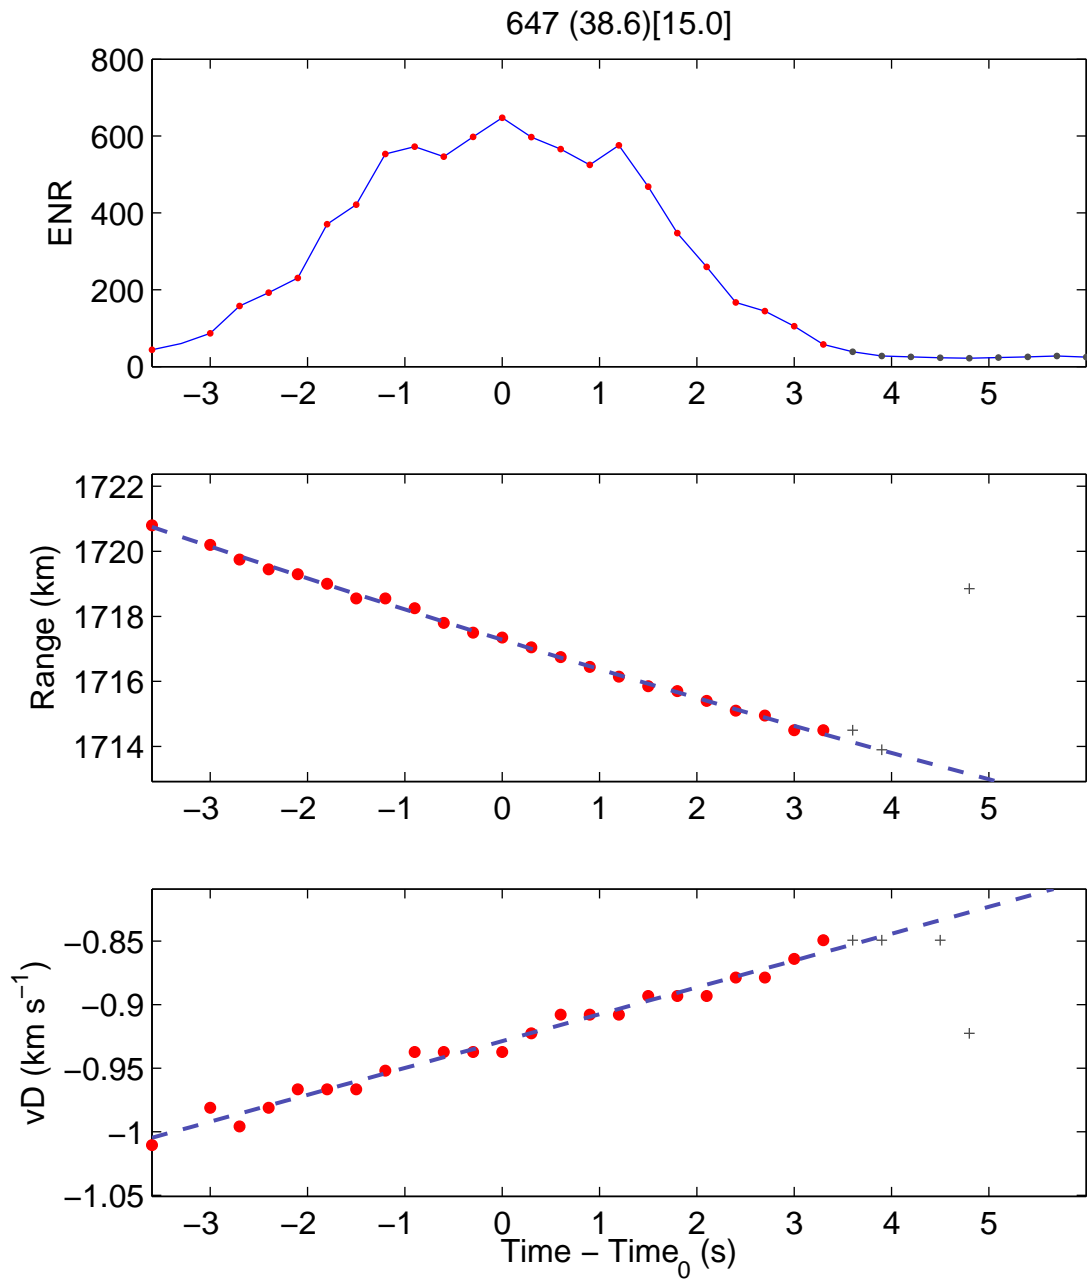 647 (38.6)[15.0]
800
600
400
200
0
ENR
−3 −2 −1 0 1 2 3 4 5
1722
1720
1718
1716
1714
Range (km)
−3 −2 −1 0 1 2 3 4 5
−0.85
−0.9
−0.95
−1
−1.05
vD (km s⁻¹)
−3 −2 −1 0 1 2 3 4 5
Time − Time₀ (s)